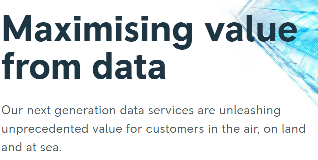 Maximising value
from data
Our next generation data services are unleashing
unprecedented value for customers in the air, on land
and at sea.